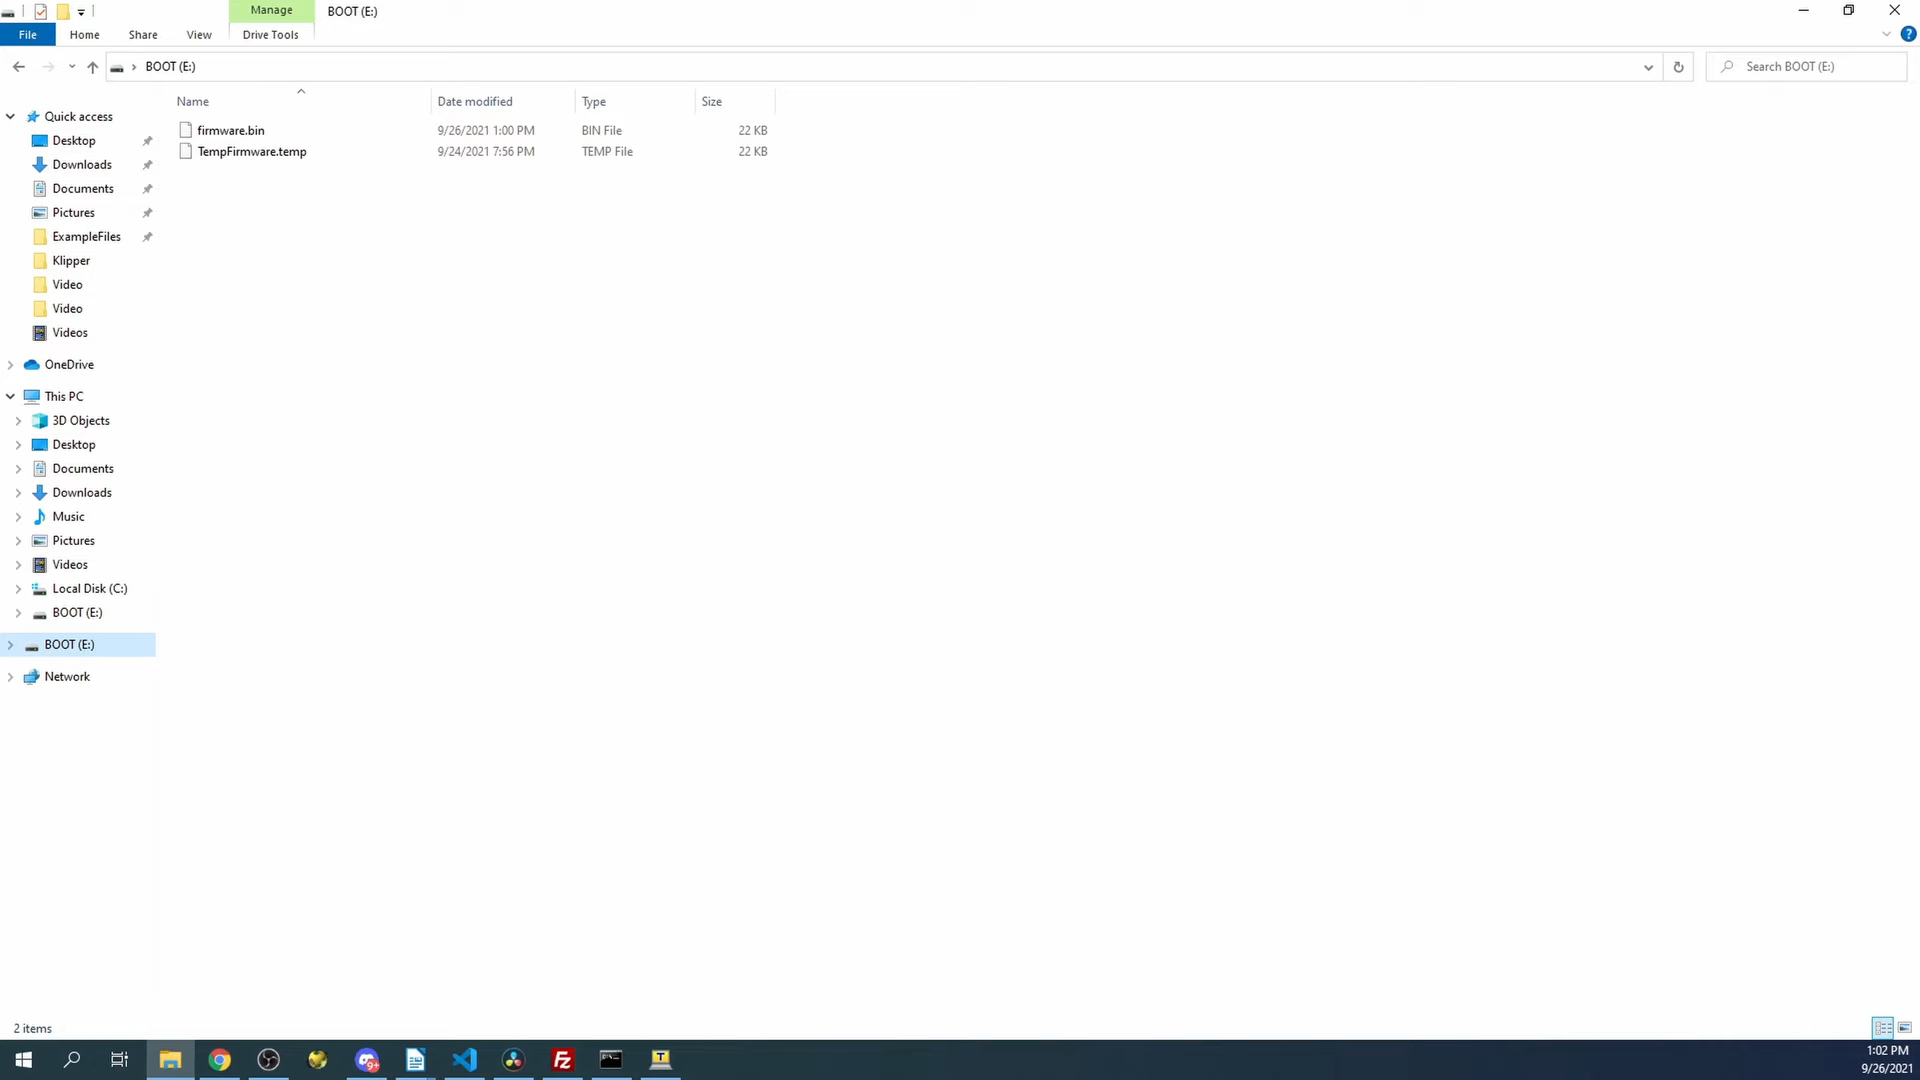 Manage
BOOT (E:)
File
Home
Share
View
Drive Tools
?
BOOT (E:)
Search BOOT (E:)
Name
Date modified
Type
Size
firmware.bin
9/26/2021 1:00 PM
BIN File
22 KB
TempFirmware.temp
9/24/2021 7:56 PM
TEMP File
22 KB
Quick access
Desktop
Downloads
Documents
Pictures
ExampleFiles
Klipper
Video
Video
Videos
OneDrive
This PC
3D Objects
Desktop
Documents
Downloads
Music
Pictures
Videos
Local Disk (C:)
BOOT (E:)
BOOT (E:)
Network
2 items
9+
FZ
T
1:02 PM
9/26/2021